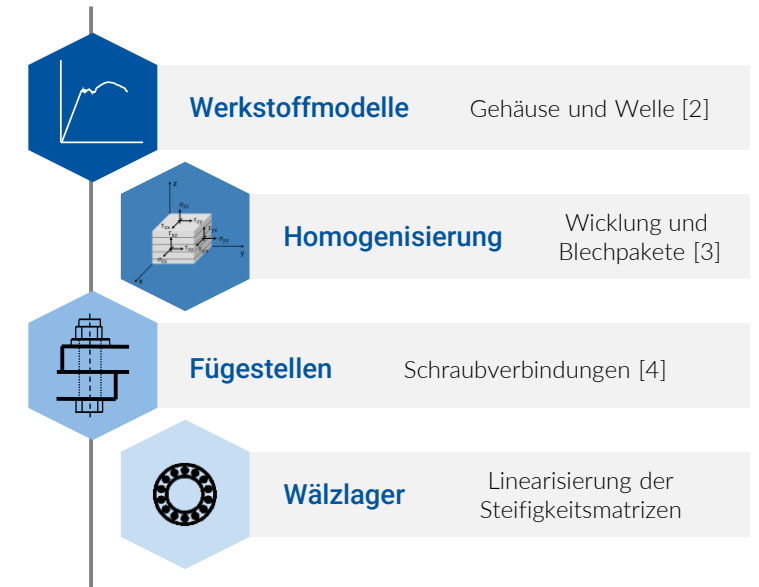 Werkstoffmodelle
Gehäuse und Welle [2]
z
y
x
Homogenisierung
Wicklung und
Blechpakete [3]
Fügestellen
Schraubverbindungen [4]
Wälzlager
Linearisierung der
Steifigkeitsmatrizen